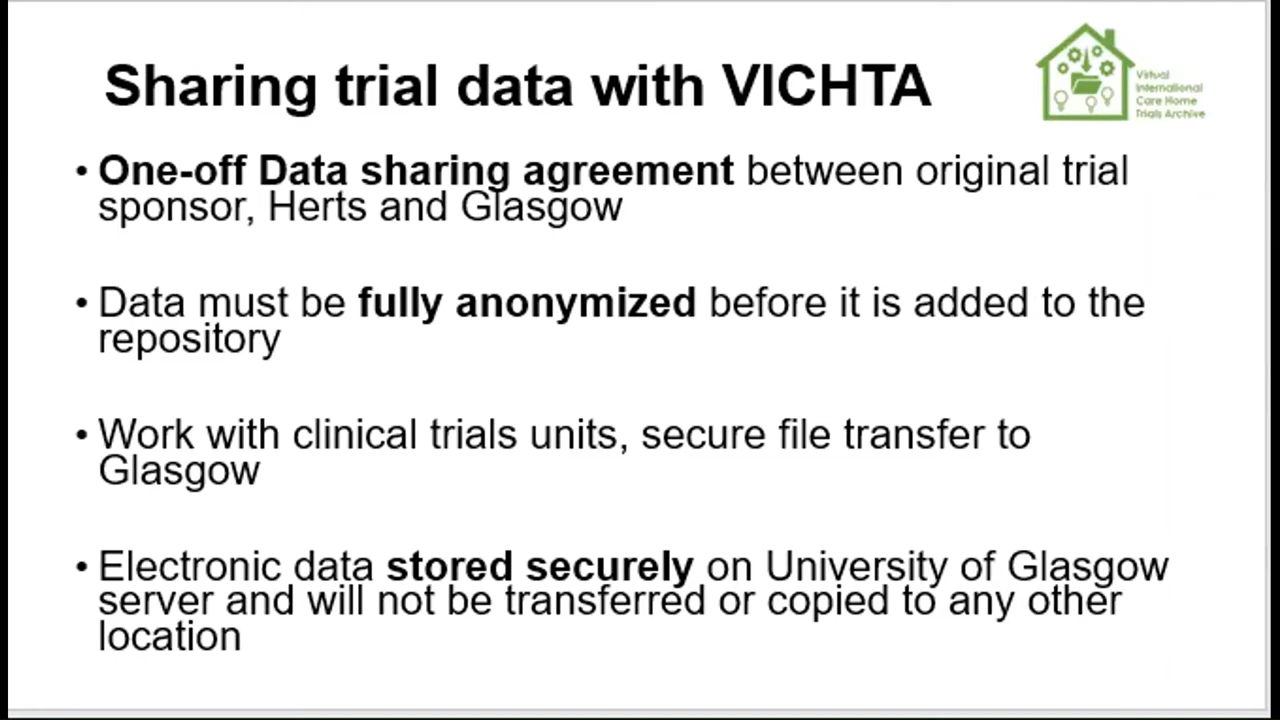 Sharing trial data with VICHTA
Virtual
International
Care Home
Trials Archive
• One-off Data sharing agreement between original trial
sponsor, Herts and Glasgow
• Data must be fully anonymized before it is added to the
repository
• Work with clinical trials units, secure file transfer to
Glasgow
• Electronic data stored securely on University of Glasgow
server and will not be transferred or copied to any other
location